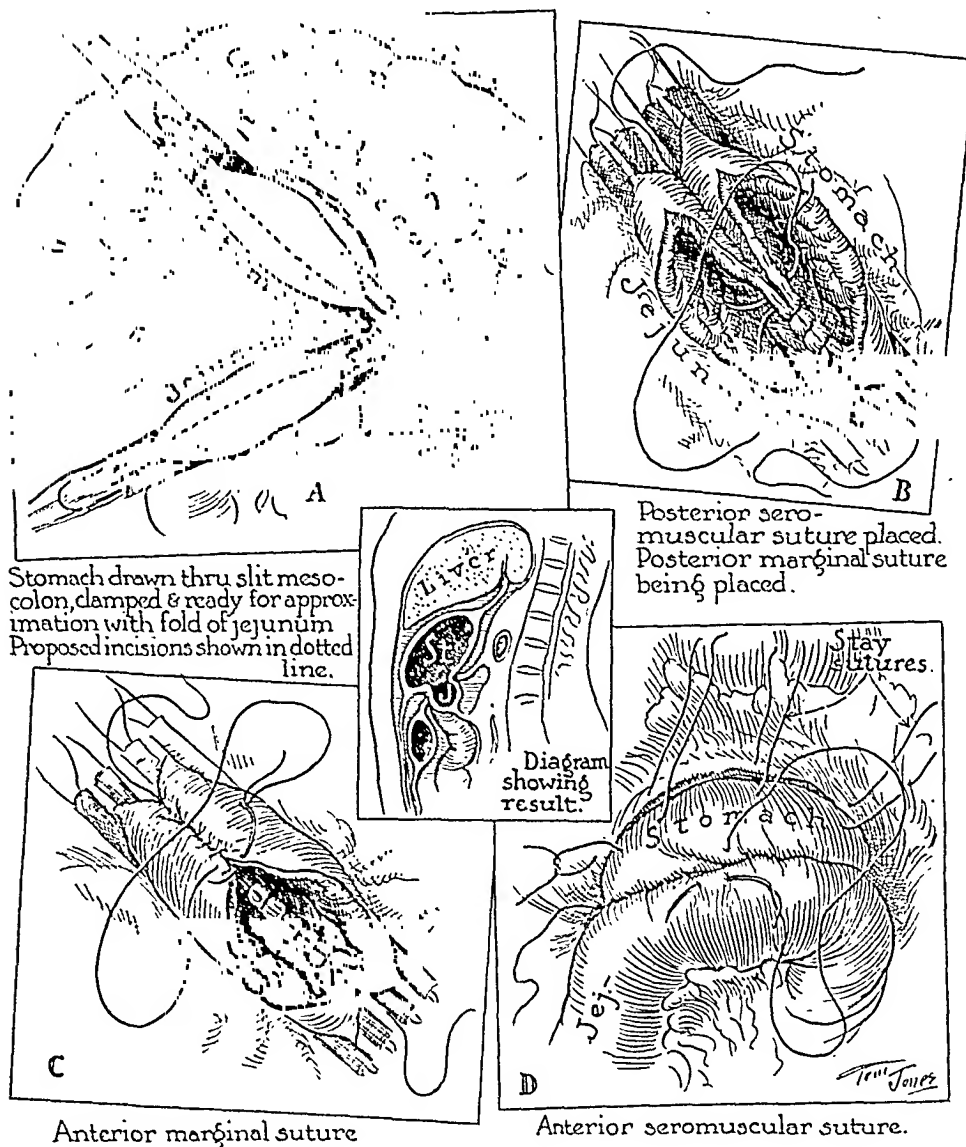 A
Stomach drawn thru slit meso-
colon, clamped & ready for approx-
imation with fold of jejunum
Proposed incisions shown in dotted
line.
Stomach
Jejun
B
Posterior sero-
muscular suture placed.
Posterior marginal suture
being placed.
Liver
St
J
Diagram
showing
result.
C
Anterior marginal suture
Stay
sutures.
Stomach
Jej-
D
Tom
Jones
Anterior seromuscular suture.